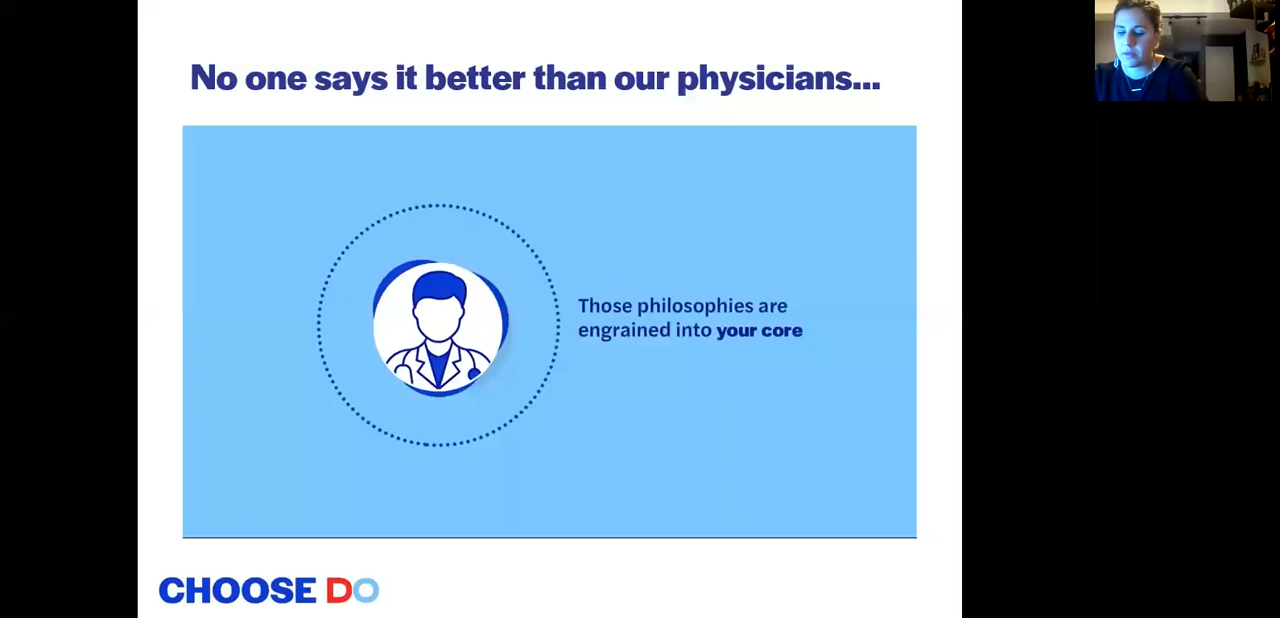 No one says it better than our physicians...
Those philosophies are
engrained into your core
CHOOSE DO